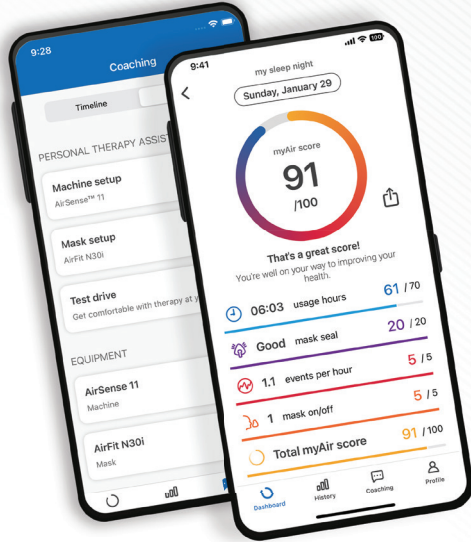 9:28
Coaching
Timeline
PERSONAL THERAPY
Machine setup
AirSense™ 11
Mask setup
AirFit N30i
Test drive
Get comfortable with therapy at
EQUIPMENT
AirSense 11
Machine
AirFit N30i
Mask
9:41
100
my sleep night
Sunday, January 29
myAir score
91
/100
That's a great score!
You're well on your way to improving your
health.
06:03 usage hours 61 / 70
Good mask seal 20 / 20
1.1 events per hour 5 / 5
1 mask on/off 5 / 5
Total myAir score 91 / 100
Dashboard History Coaching Profile